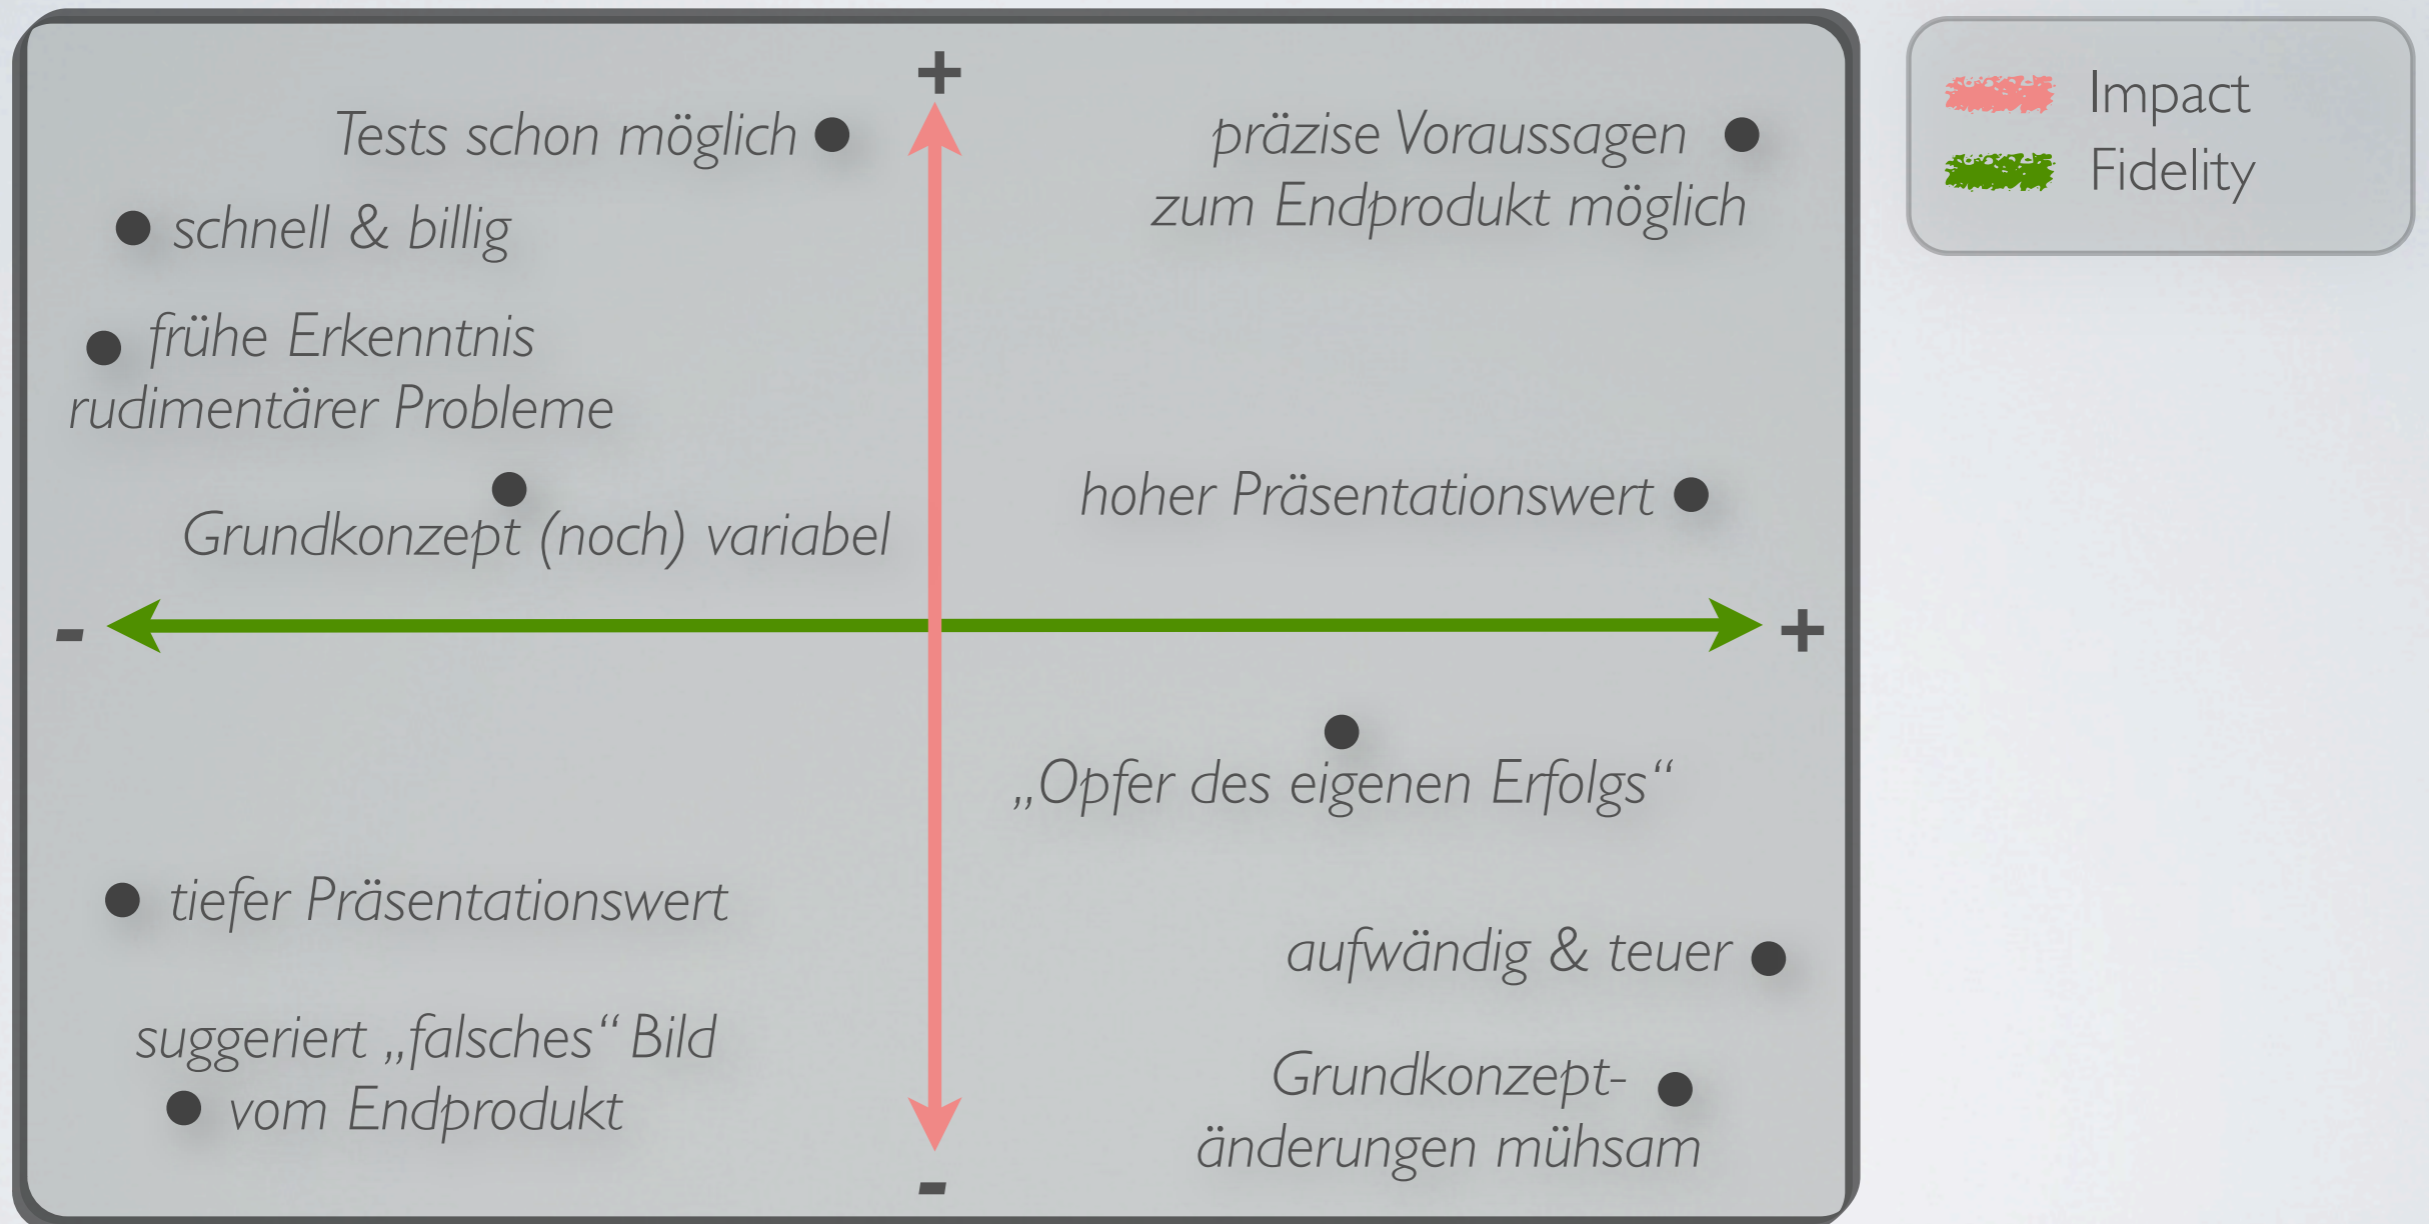 +
Tests schon möglich
schnell & billig
frühe Erkenntnis
rudimentärer Probleme
Grundkonzept (noch) variabel
präzise Voraussagen
zum Endprodukt möglich
hoher Präsentationswert
-
+
„Opfer des eigenen Erfolgs“
tiefer Präsentationswert
suggeriert „falsches“ Bild
vom Endprodukt
aufwändig & teuer
Grundkonzept-
änderungen mühsam
-
Impact
Fidelity